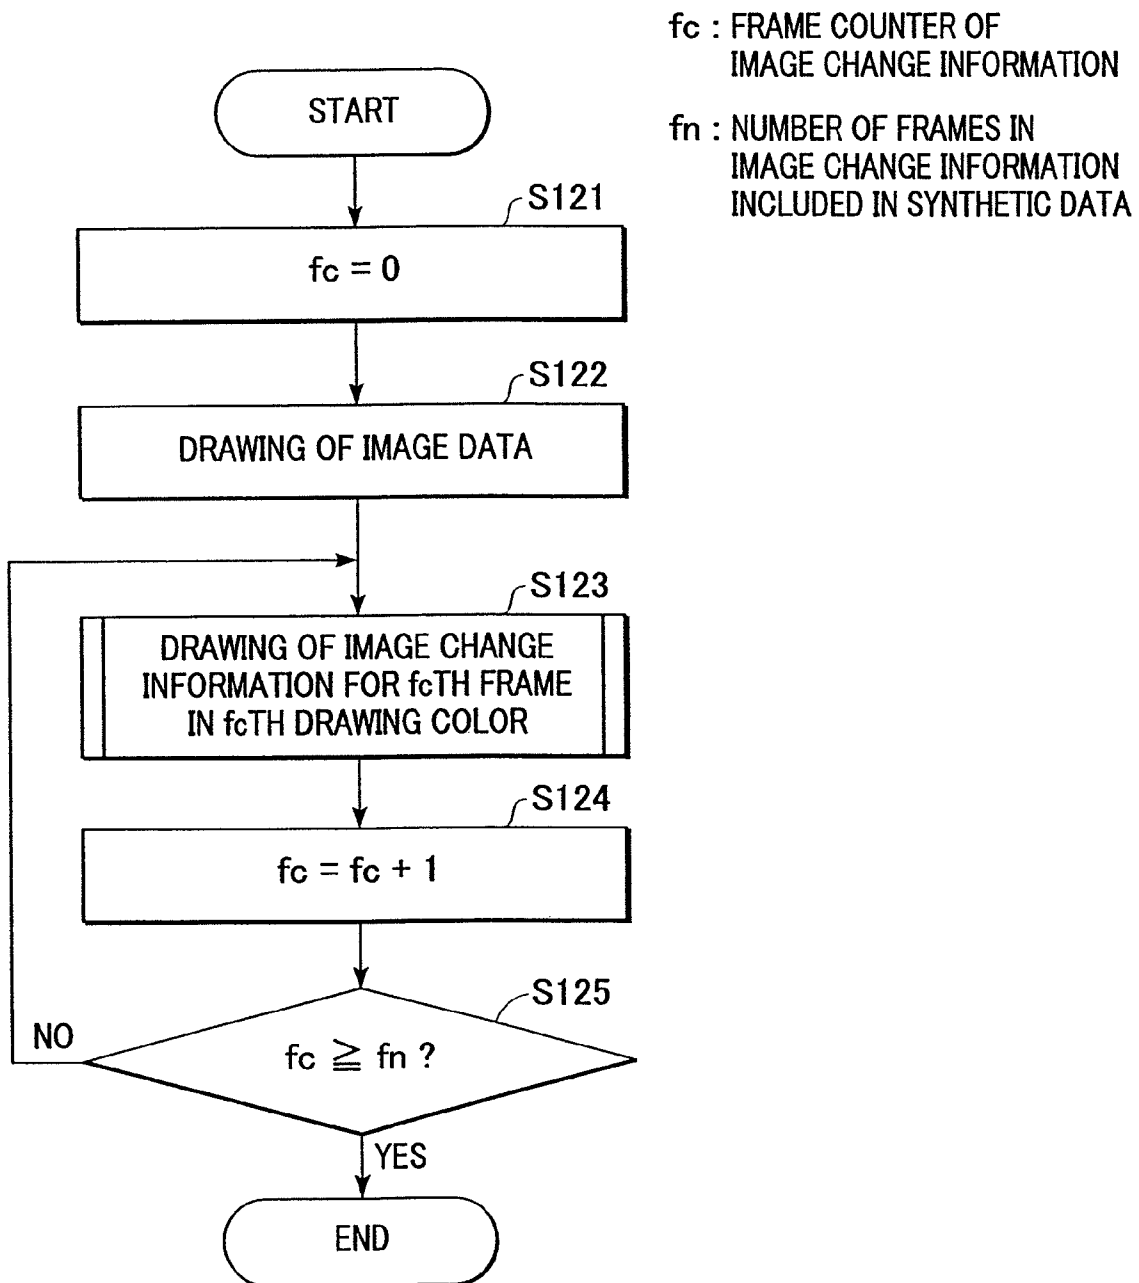 fc : FRAME COUNTER OF
IMAGE CHANGE INFORMATION
fn : NUMBER OF FRAMES IN
IMAGE CHANGE INFORMATION
INCLUDED IN SYNTHETIC DATA
START
S121
fc = 0
S122
DRAWING OF IMAGE DATA
S123
DRAWING OF IMAGE CHANGE
INFORMATION FOR fcTH FRAME
IN fcTH DRAWING COLOR
S124
fc = fc + 1
S125
fc ≧ fn ?
NO
YES
END